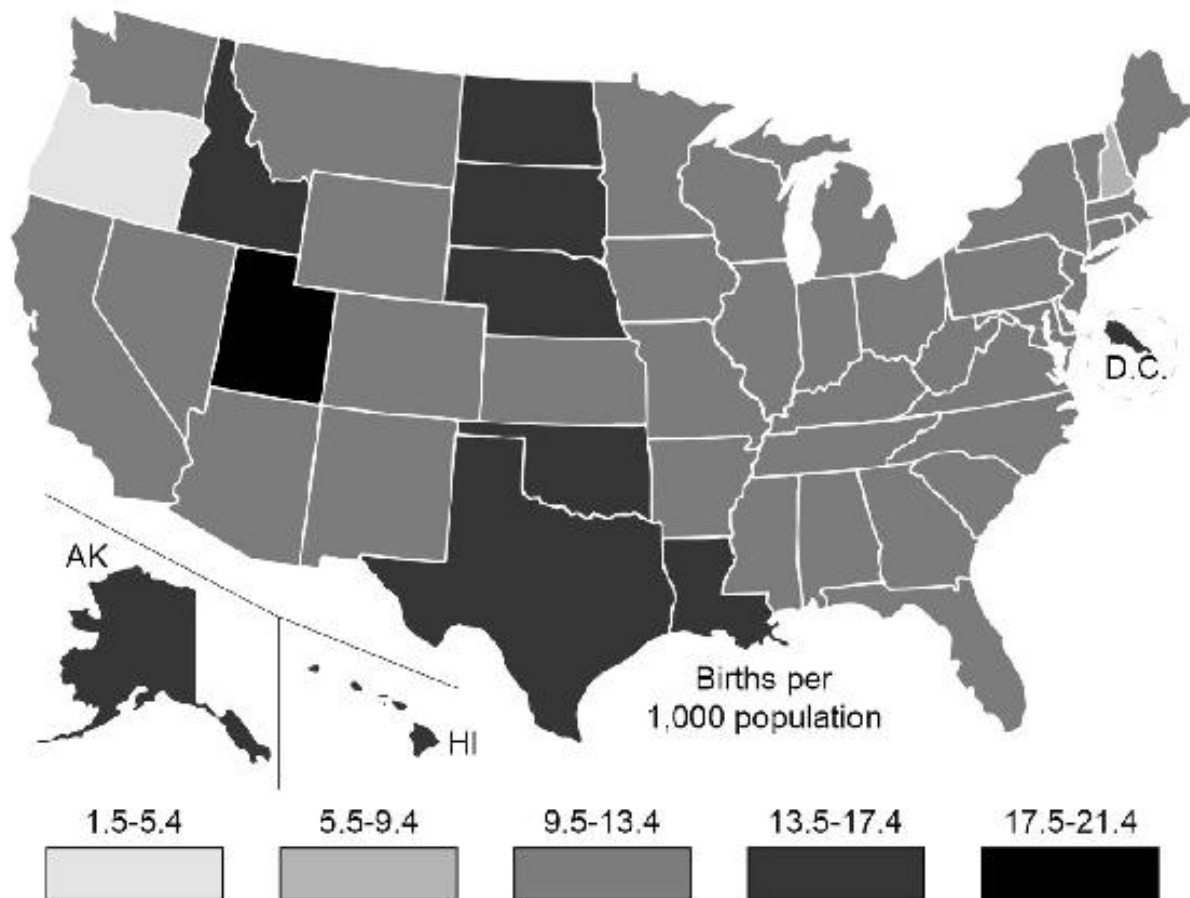 D.C.
AK
HI
Births per
1,000 population
1.5-5.4
5.5-9.4
9.5-13.4
13.5-17.4
17.5-21.4